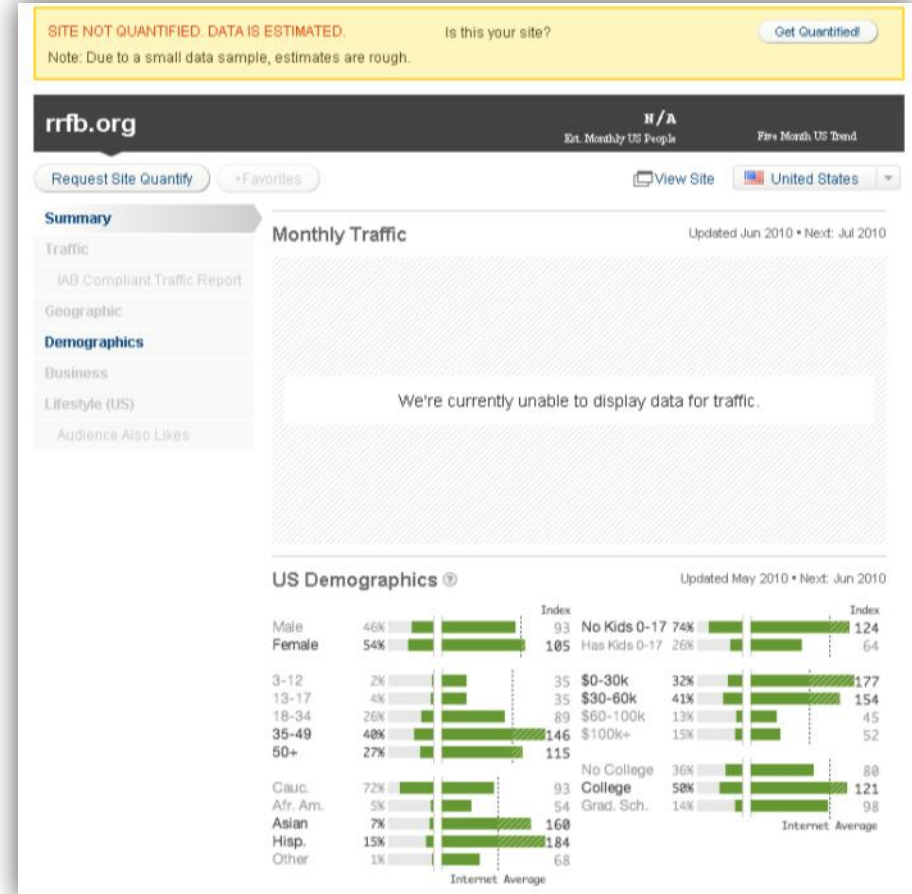 SITE NOT QUANTIFIED. DATA IS ESTIMATED. Is this your site? Get Quantified!
Note: Due to a small data sample, estimates are rough.
rrfb.org
N/A
Est. Monthly US People Five Month US Trend
Request Site Quantify +Favorites View Site United States
Summary
Traffic
IAB Compliant Traffic Report
Geographic
Demographics
Business
Lifestyle (US)
Audience Also Likes
Monthly Traffic Updated Jun 2010 • Next: Jul 2010
We're currently unable to display data for traffic.
US Demographics ? Updated May 2010 • Next: Jun 2010
Index
Male 46% 93
Female 54% 105
3-12 2% 35
13-17 4% 35
18-34 26% 89
35-49 40% 146
50+ 27% 115
Cauc. 72% 93
Afr. Am. 5% 54
Asian 7% 160
Hisp. 15% 184
Other 1% 68
Internet Average
Index
No Kids 0-17 74% 124
Has Kids 0-17 26% 64
$0-30k 32% 177
$30-60k 41% 154
$60-100k 13% 45
$100k+ 15% 52
No College 36% 80
College 50% 121
Grad. Sch. 14% 98
Internet Average